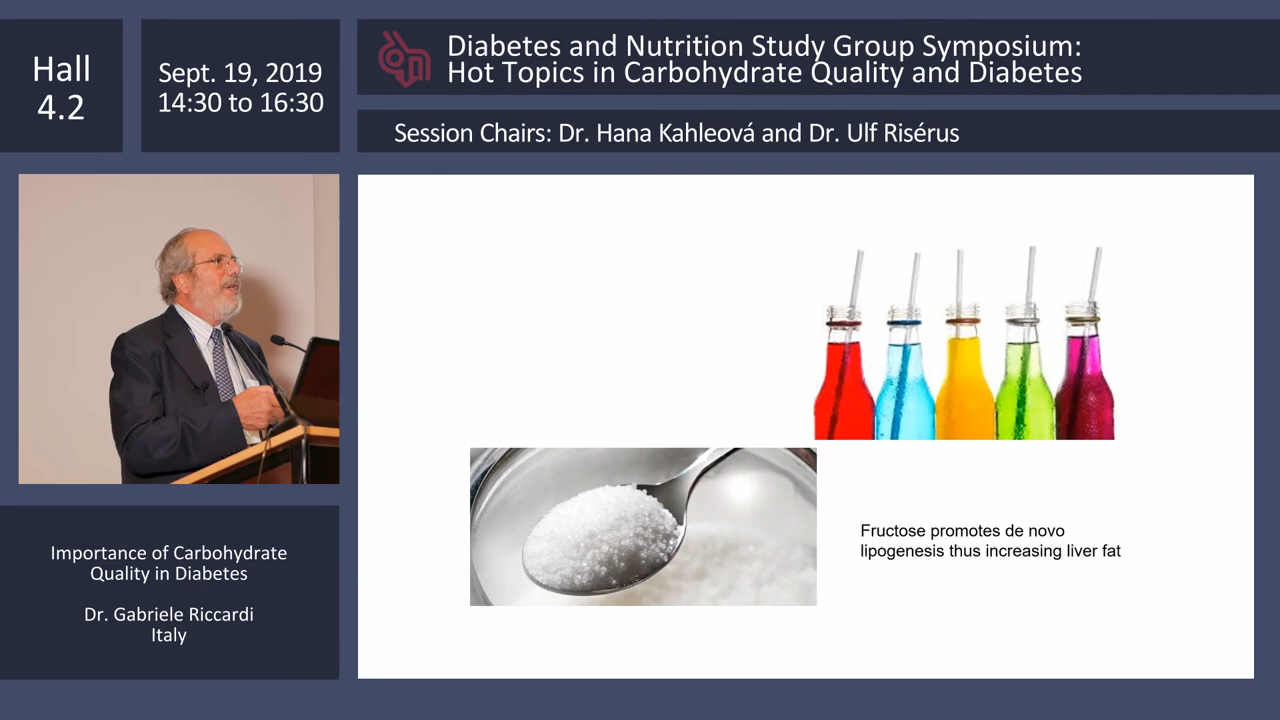 Hall
4.2
Sept. 19, 2019
14:30 to 16:30
Diabetes and Nutrition Study Group Symposium:
Hot Topics in Carbohydrate Quality and Diabetes
Session Chairs: Dr. Hana Kahleová and Dr. Ulf Risérus
Fructose promotes de novo
lipogenesis thus increasing liver fat
Importance of Carbohydrate
Quality in Diabetes
Dr. Gabriele Riccardi
Italy